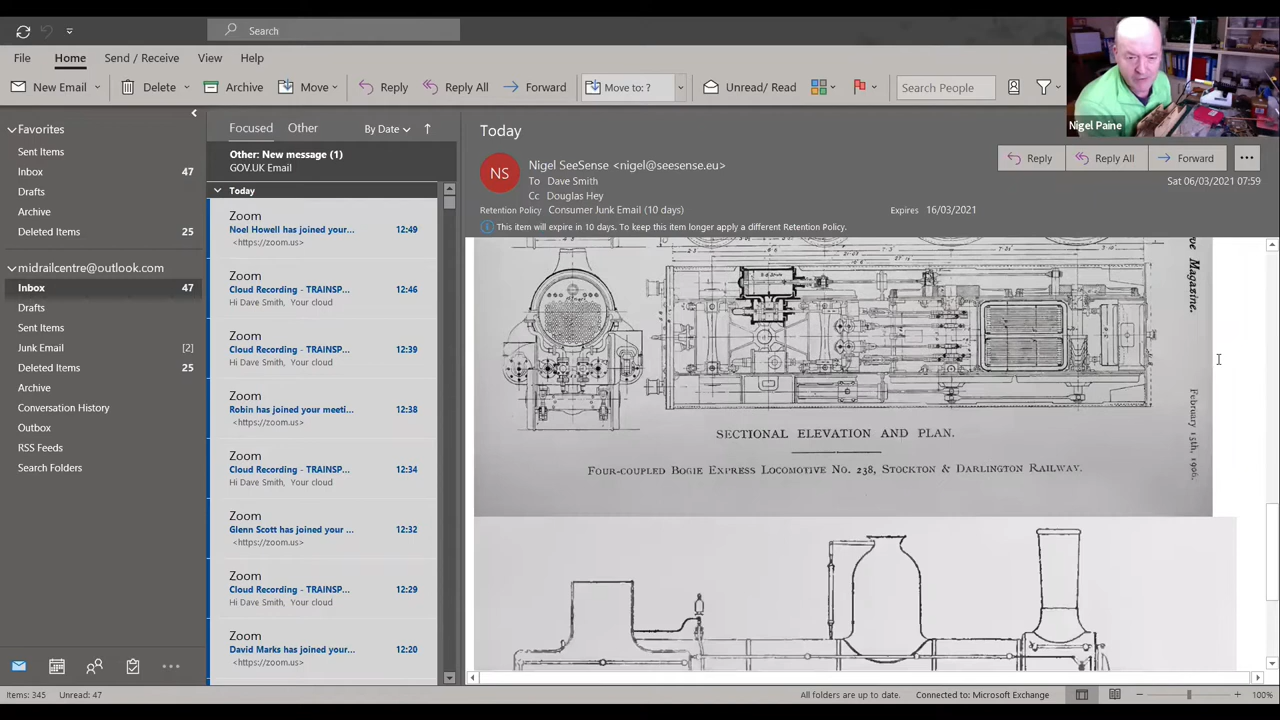 Search
File Home Send / Receive View Help
New Email Delete Archive Move Reply Reply All Forward Move to: ? Unread/ Read Search People
Nigel Paine
Favorites
Sent Items
Inbox 47
Drafts
Archive
Deleted Items 25
midrailcentre@outlook.com
Inbox 47
Drafts
Sent Items
Junk Email [2]
Deleted Items 25
Archive
Conversation History
Outbox
RSS Feeds
Search Folders
Focused Other By Date
Other: New message (1)
GOV.UK Email
Today
Zoom
Noel Howell has joined your... 12:49
<https://zoom.us>
Zoom
Cloud Recording - TRAINSP... 12:46
Hi Dave Smith, Your cloud
Zoom
Cloud Recording - TRAINSP... 12:39
Hi Dave Smith, Your cloud
Zoom
Robin has joined your meeti... 12:38
<https://zoom.us>
Zoom
Cloud Recording - TRAINSP... 12:34
Hi Dave Smith, Your cloud
Zoom
Glenn Scott has joined your ... 12:32
<https://zoom.us>
Zoom
Cloud Recording - TRAINSP... 12:29
Hi Dave Smith, Your cloud
Zoom
David Marks has joined your... 12:20
<https://zoom.us>
Today
NS
Nigel SeeSense <nigel@seesense.eu>
To Dave Smith
Cc Douglas Hey
Retention Policy Consumer Junk Email (10 days) Expires 16/03/2021
Reply Reply All Forward
Sat 06/03/2021 07:59
This item will expire in 10 days. To keep this item longer apply a different Retention Policy.
Magazine.
February 15th, 1906.
SECTIONAL ELEVATION AND PLAN.
FOUR-COUPLED BOGIE EXPRESS LOCOMOTIVE NO. 238, STOCKTON & DARLINGTON RAILWAY.
Items: 345 Unread: 47 All folders are up to date. Connected to: Microsoft Exchange 100%